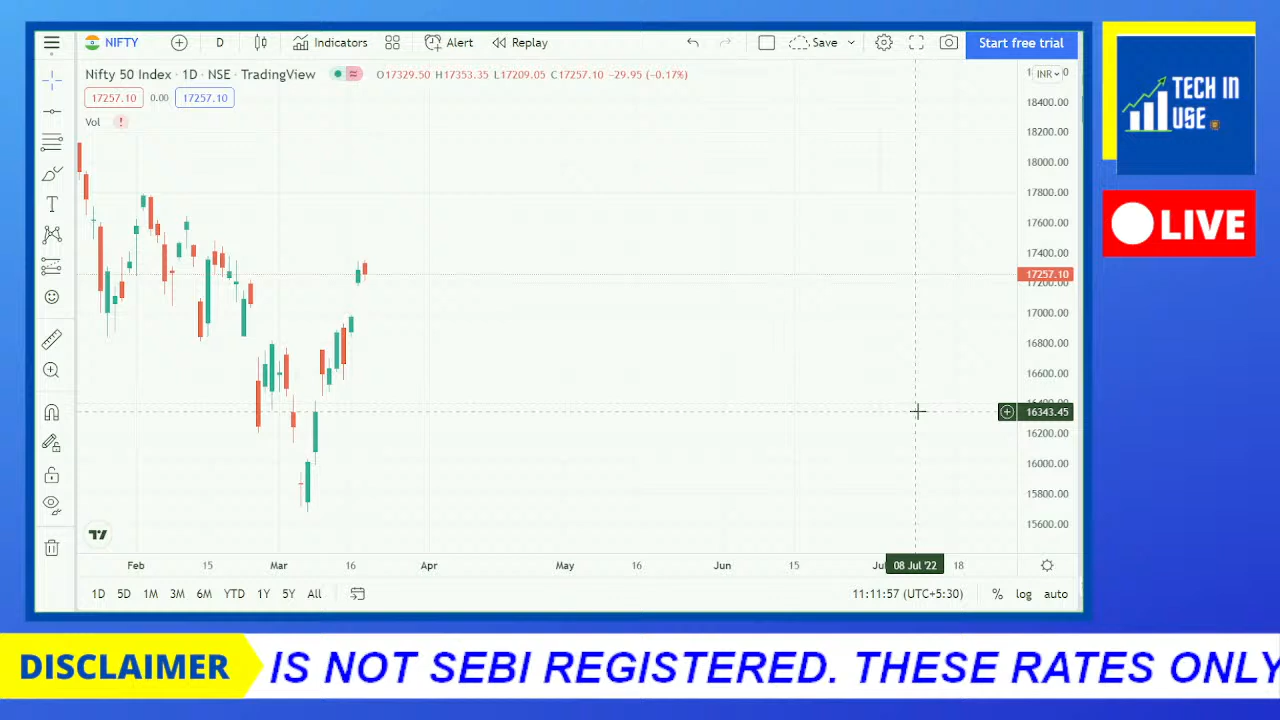 NIFTY
D
Indicators
Alert
Replay
Save
Start free trial
Nifty 50 Index · 1D · NSE · TradingView
O17329.50 H17353.35 L17209.05 C17257.10 −29.95 (−0.17%)
17257.10 0.00 17257.10
Vol !
INR
18400.00
18200.00
18000.00
17800.00
17600.00
17400.00
17257.10
17200.00
17000.00
16800.00
16600.00
16400.00
16343.45
16200.00
16000.00
15800.00
15600.00
Feb 15 Mar 16 Apr May 16 Jun 15 08 Jul '22 18
1D 5D 1M 3M 6M YTD 1Y 5Y All
11:11:57 (UTC+5:30) % log auto
TECH IN
USE
LIVE
DISCLAIMER
IS NOT SEBI REGISTERED. THESE RATES ONLY